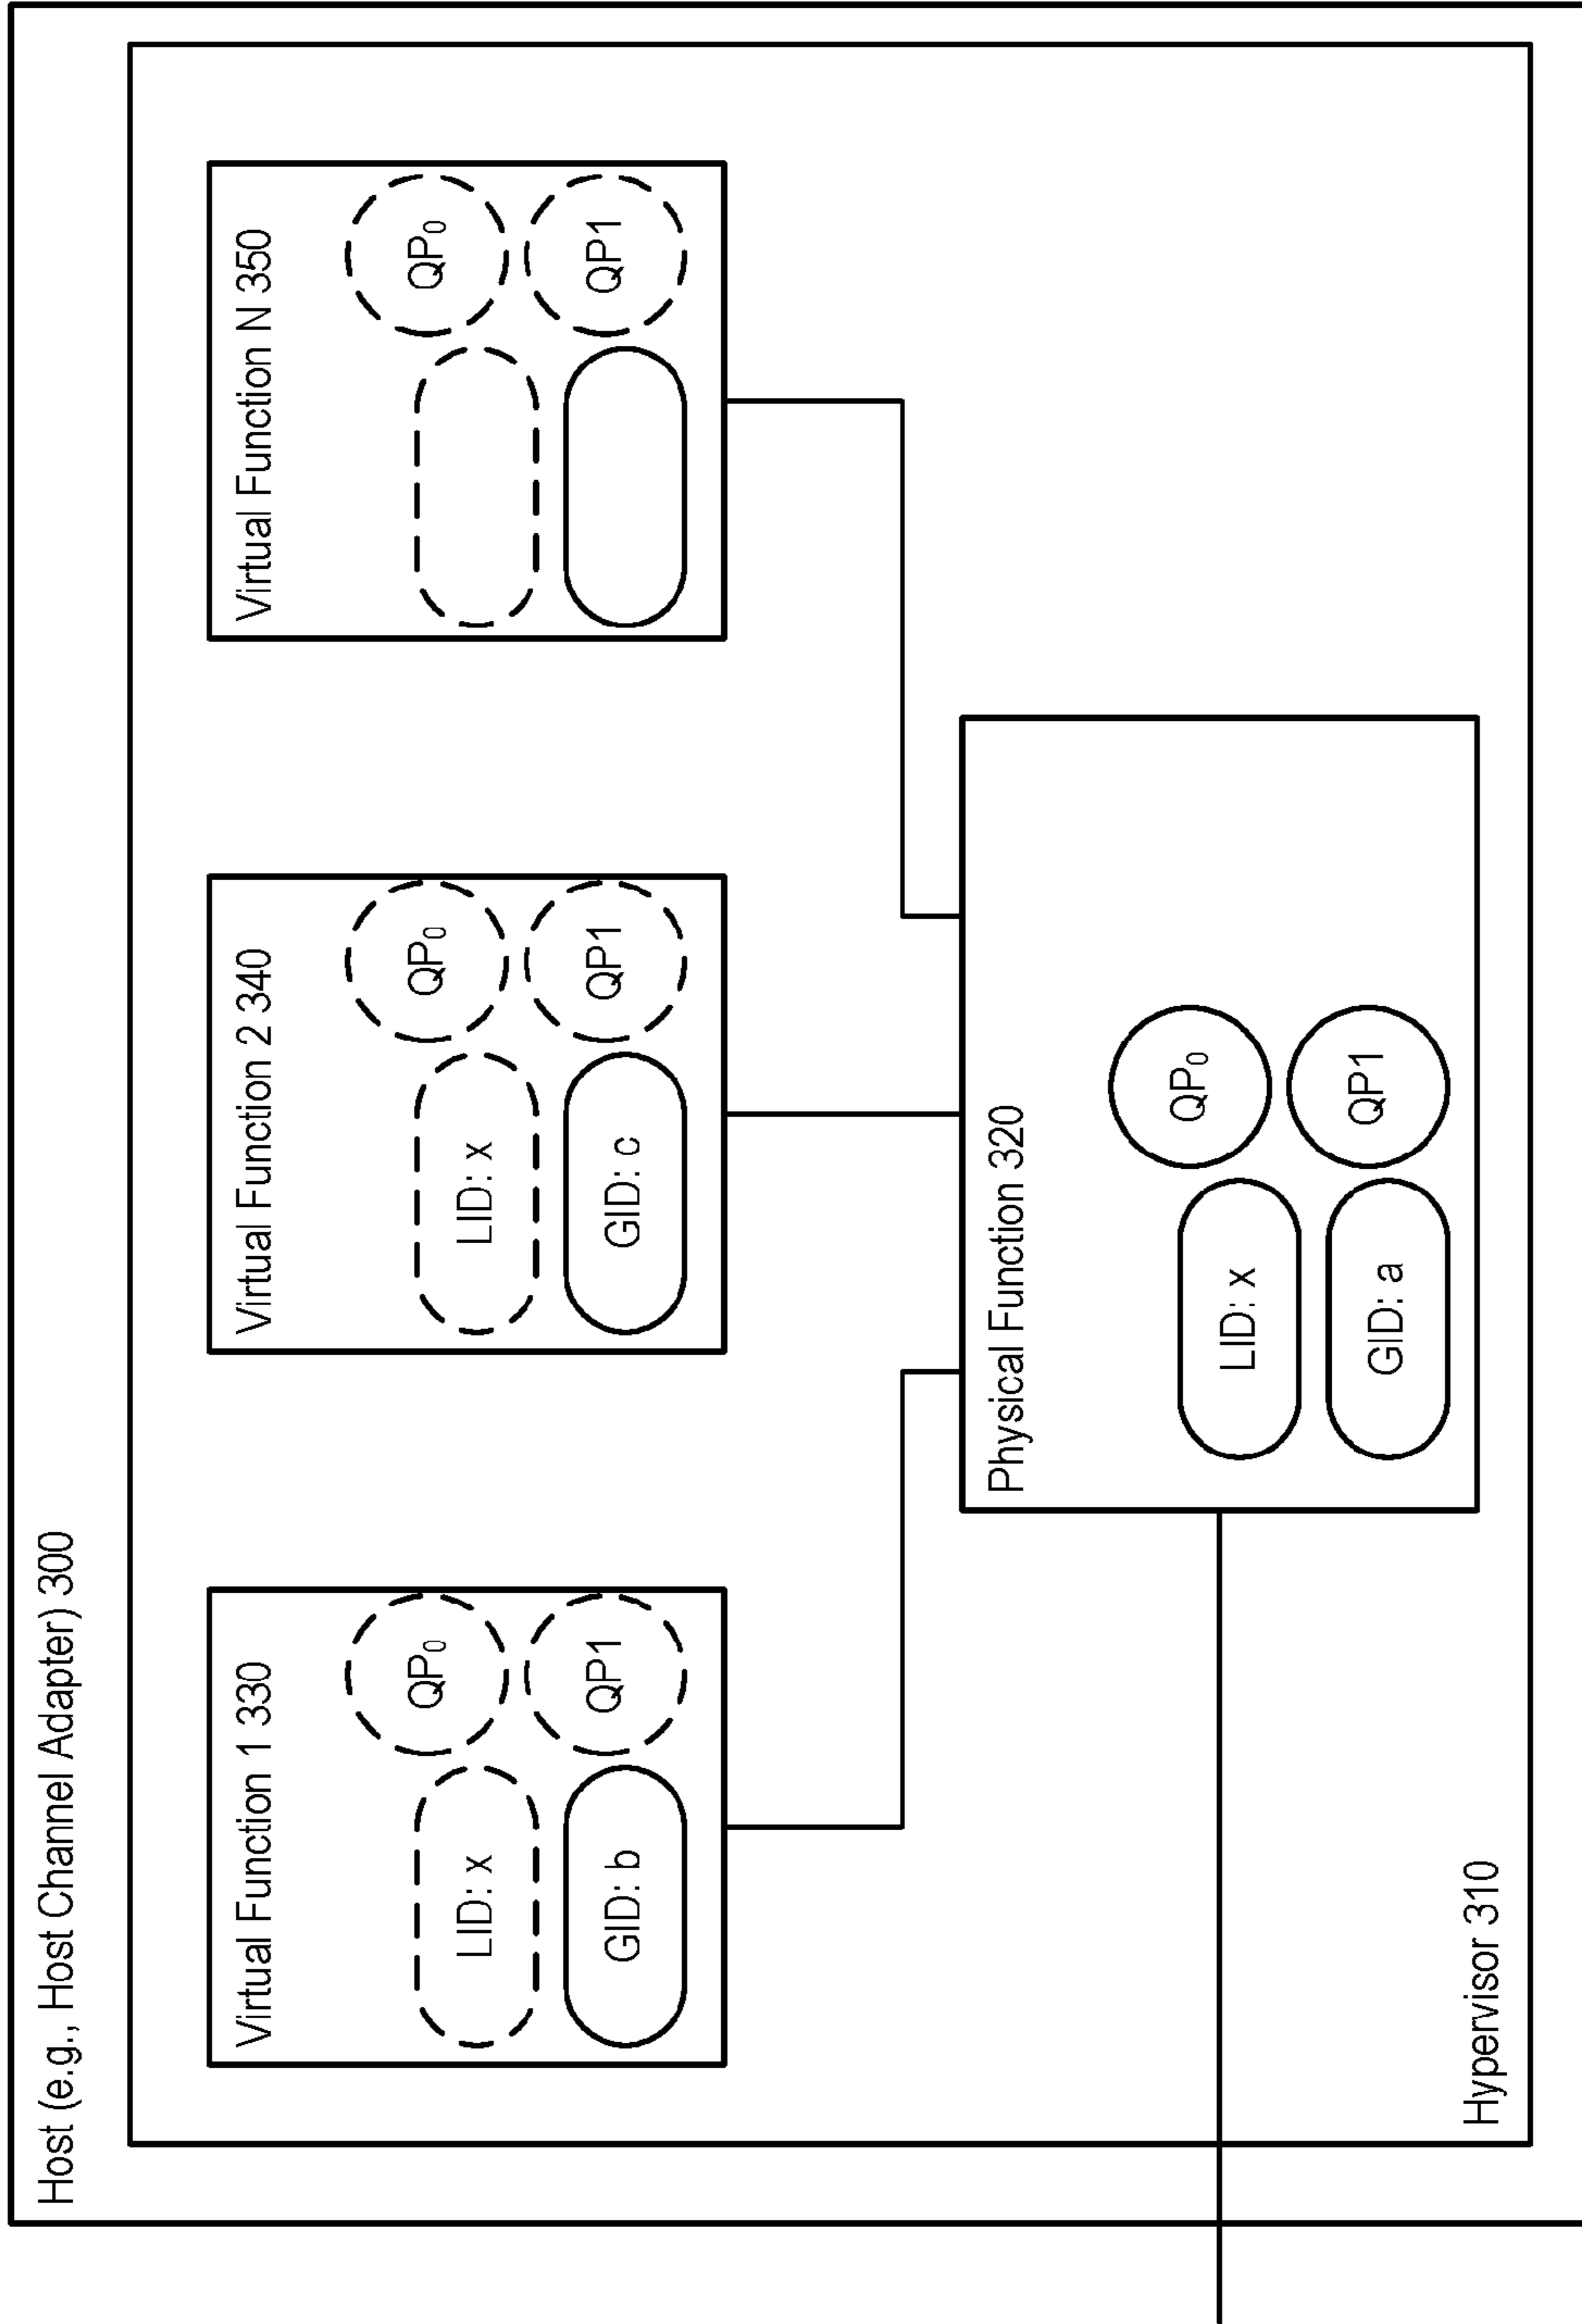 Host (e.g., Host Channel Adapter) 300
Virtual Function 1 330
QP₀
LID: x
QP1
GID: b
Virtual Function 2 340
QP₀
LID: x
QP1
GID: c
Virtual Function N 350
QP₀
QP1
Physical Function 320
QP₀
LID: x
QP1
GID: a
Hypervisor 310